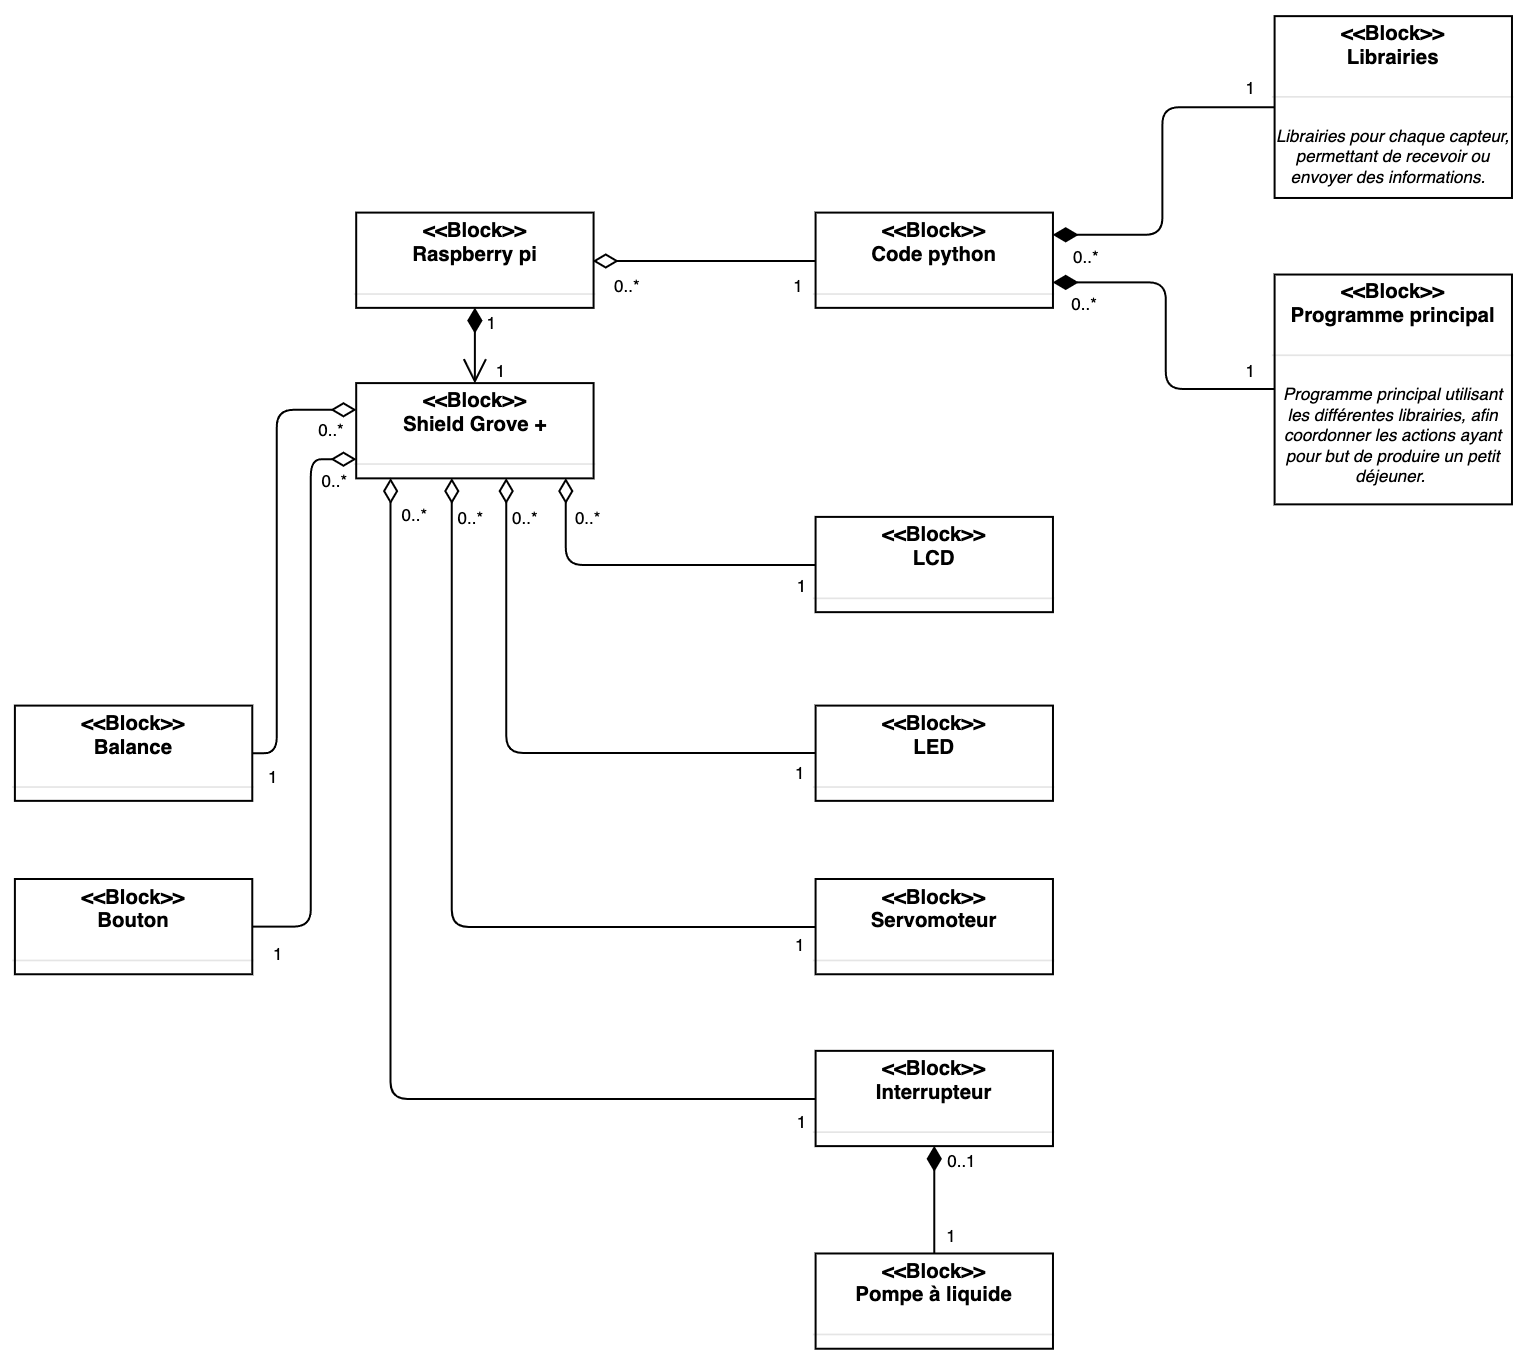 <<Block>>
Librairies
1
Librairies pour chaque capteur,
permettant de recevoir ou
envoyer des informations.
<<Block>>
Raspberry pi
0..*
1
<<Block>>
Code python
0..*
0..*
<<Block>>
Programme principal
1
Programme principal utilisant
les différentes librairies, afin
coordonner les actions ayant
pour but de produire un petit
déjeuner.
1
1
<<Block>>
Shield Grove +
0..*
0..*
0..*
0..*
0..*
0..*
<<Block>>
LCD
1
<<Block>>
Balance
1
<<Block>>
LED
1
<<Block>>
Bouton
1
<<Block>>
Servomoteur
1
<<Block>>
Interrupteur
1
0..1
1
<<Block>>
Pompe à liquide